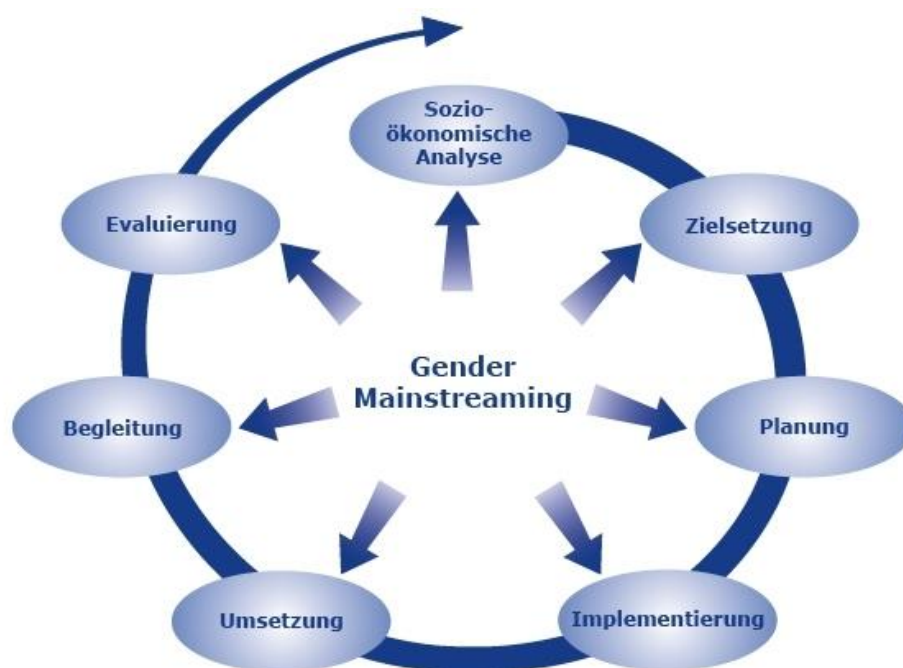 Sozio-
ökonomische
Analyse
Zielsetzung
Planung
Implementierung
Umsetzung
Begleitung
Evaluierung
Gender
Mainstreaming